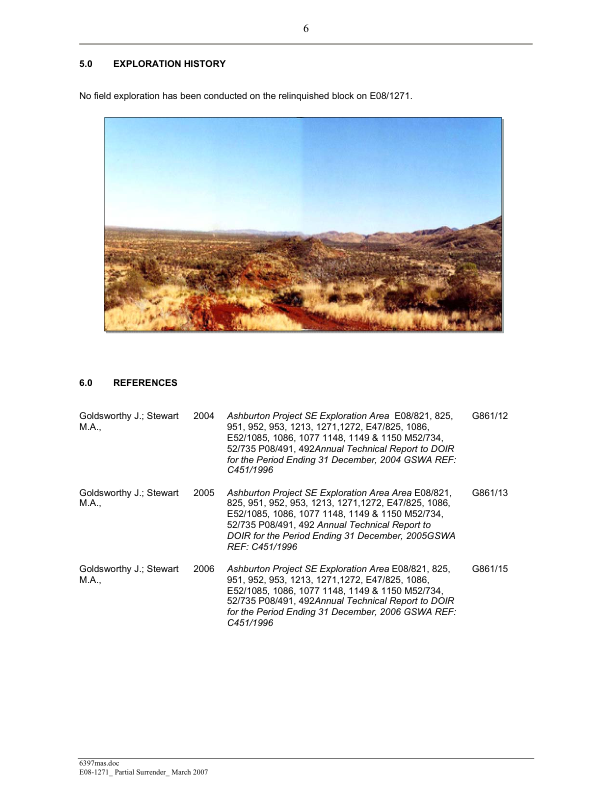 6
5.0 EXPLORATION HISTORY
No field exploration has been conducted on the relinquished block on E08/1271.
6.0 REFERENCES
Goldsworthy J.; Stewart 2004 Ashburton Project SE Exploration Area E08/821, 825, G861/12
M.A., 951, 952, 953, 1213, 1271,1272, E47/825, 1086,
E52/1085, 1086, 1077 1148, 1149 & 1150 M52/734,
52/735 P08/491, 492Annual Technical Report to DOIR
for the Period Ending 31 December, 2004 GSWA REF:
C451/1996
Goldsworthy J.; Stewart 2005 Ashburton Project SE Exploration Area Area E08/821, G861/13
M.A., 825, 951, 952, 953, 1213, 1271,1272, E47/825, 1086,
E52/1085, 1086, 1077 1148, 1149 & 1150 M52/734,
52/735 P08/491, 492 Annual Technical Report to
DOIR for the Period Ending 31 December, 2005GSWA
REF: C451/1996
Goldsworthy J.; Stewart 2006 Ashburton Project SE Exploration Area E08/821, 825, G861/15
M.A., 951, 952, 953, 1213, 1271,1272, E47/825, 1086,
E52/1085, 1086, 1077 1148, 1149 & 1150 M52/734,
52/735 P08/491, 492Annual Technical Report to DOIR
for the Period Ending 31 December, 2006 GSWA REF:
C451/1996
6397mas.doc
E08-1271_ Partial Surrender_ March 2007